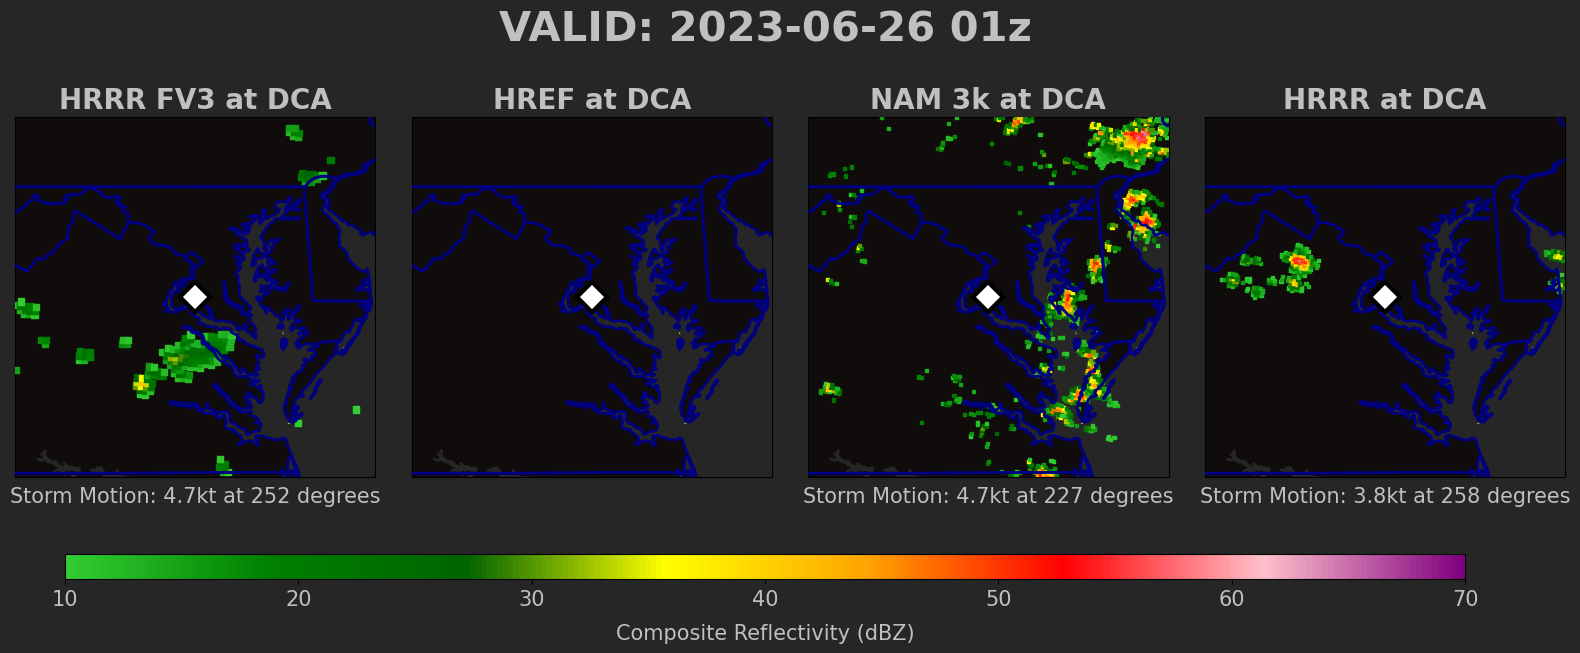 VALID: 2023-06-26 01z
HRRR FV3 at DCA
HREF at DCA
NAM 3k at DCA
HRRR at DCA
Storm Motion: 4.7kt at 252 degrees
Storm Motion: 4.7kt at 227 degrees
Storm Motion: 3.8kt at 258 degrees
10 20 30 40 50 60 70
Composite Reflectivity (dBZ)